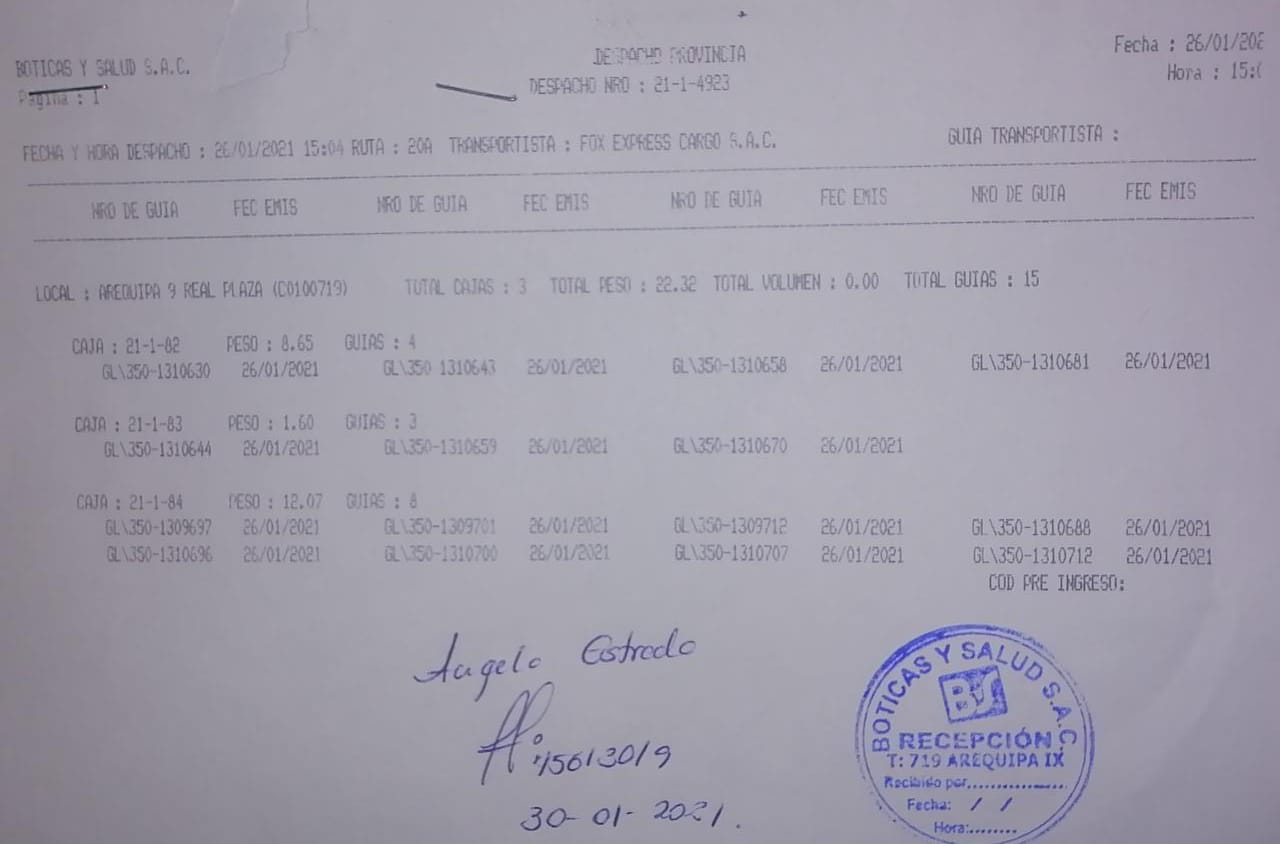 BOTICAS Y SALUD S.A.C.
Pagina : 1
DESPACHO PROVINCIA
DESPACHO NRO : 21-1-4923
Fecha : 26/01/202
Hora : 15:0
FECHA Y HORA DESPACHO : 26/01/2021 15:04 RUTA : 20A TRANSPORTISTA : FOX EXPRESS CARGO S.A.C. GUIA TRANSPORTISTA :
NRO DE GUIA FEC EMIS NRO DE GUIA FEC EMIS NRO DE GUIA FEC EMIS NRO DE GUIA FEC EMIS
LOCAL : AREQUIPA 9 REAL PLAZA (C0100719) TOTAL CAJAS : 3 TOTAL PESO : 22.32 TOTAL VOLUMEN : 0.00 TOTAL GUIAS : 15
CAJA : 21-1-82 PESO : 8.65 GUIAS : 4
GL\350-1310630 26/01/2021 GL\350 1310643 26/01/2021 GL\350-1310658 26/01/2021 GL\350-1310681 26/01/2021
CAJA : 21-1-83 PESO : 1.60 GUIAS : 3
GL\350-1310644 26/01/2021 GL\350-1310659 26/01/2021 GL\350-1310670 26/01/2021
CAJA : 21-1-84 PESO : 12.07 GUIAS : 8
GL\350-1309697 26/01/2021 GL\350-1309701 26/01/2021 GL\350-1309712 26/01/2021 GL\350-1310688 26/01/2021
GL\350-1310696 26/01/2021 GL\350-1310700 26/01/2021 GL\350-1310707 26/01/2021 GL\350-1310712 26/01/2021
COD PRE INGRESO:
Angelo Estrada
45613019
30-01-2021.
BOTICAS Y SALUD S.A.C
BS
RECEPCIÓN
T: 719 AREQUIPA IX
Recibido por,................
Fecha: / /
Hora:........